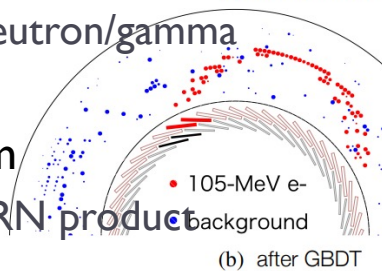 eutron/gamma
n
105-MeV e-
RN product
background
(b) after GBDT